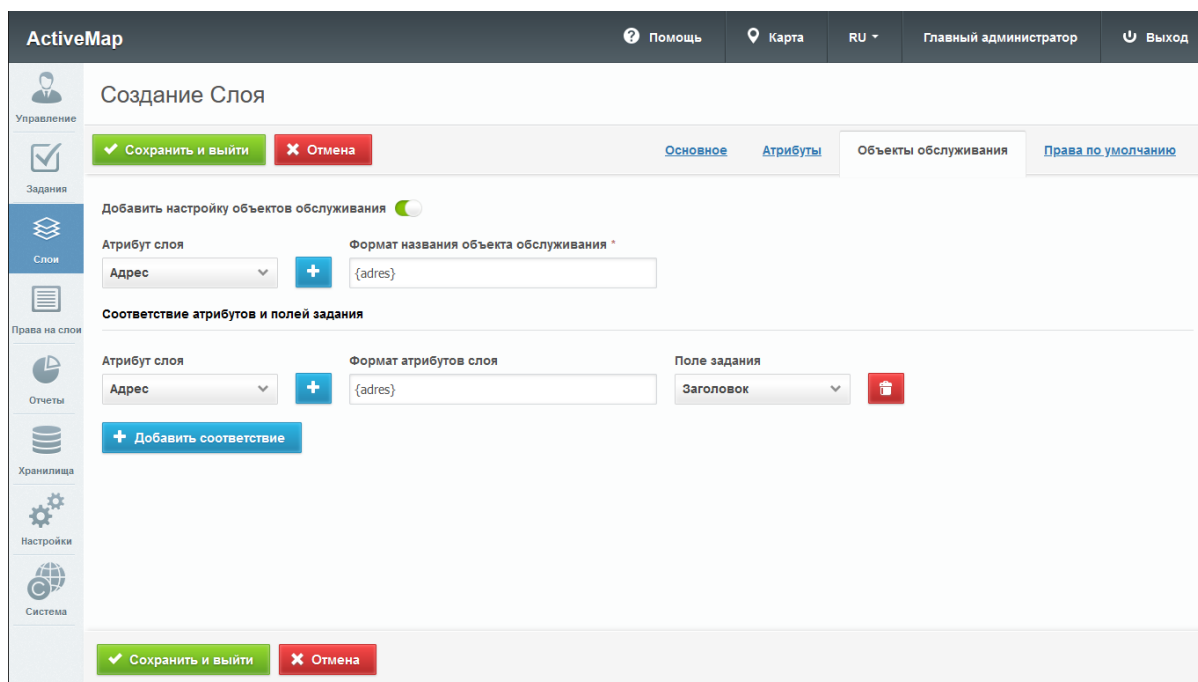 ActiveMap
Помощь
Карта
RU
Главный администратор
Выход
Управление
Задания
Слои
Права на слои
Отчеты
Хранилища
Настройки
Система
Создание Слоя
Сохранить и выйти
Отмена
Основное
Атрибуты
Объекты обслуживания
Права по умолчанию
Добавить настройку объектов обслуживания
Атрибут слоя
Формат названия объекта обслуживания *
Адрес
{adres}
Соответствие атрибутов и полей задания
Атрибут слоя
Формат атрибутов слоя
Поле задания
Адрес
{adres}
Заголовок
Добавить соответствие
Сохранить и выйти
Отмена